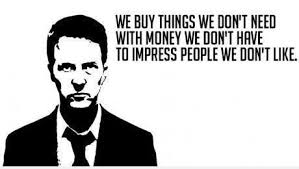 WE BUY THINGS WE DON'T NEED
WITH MONEY WE DON'T HAVE
TO IMPRESS PEOPLE WE DON'T LIKE.